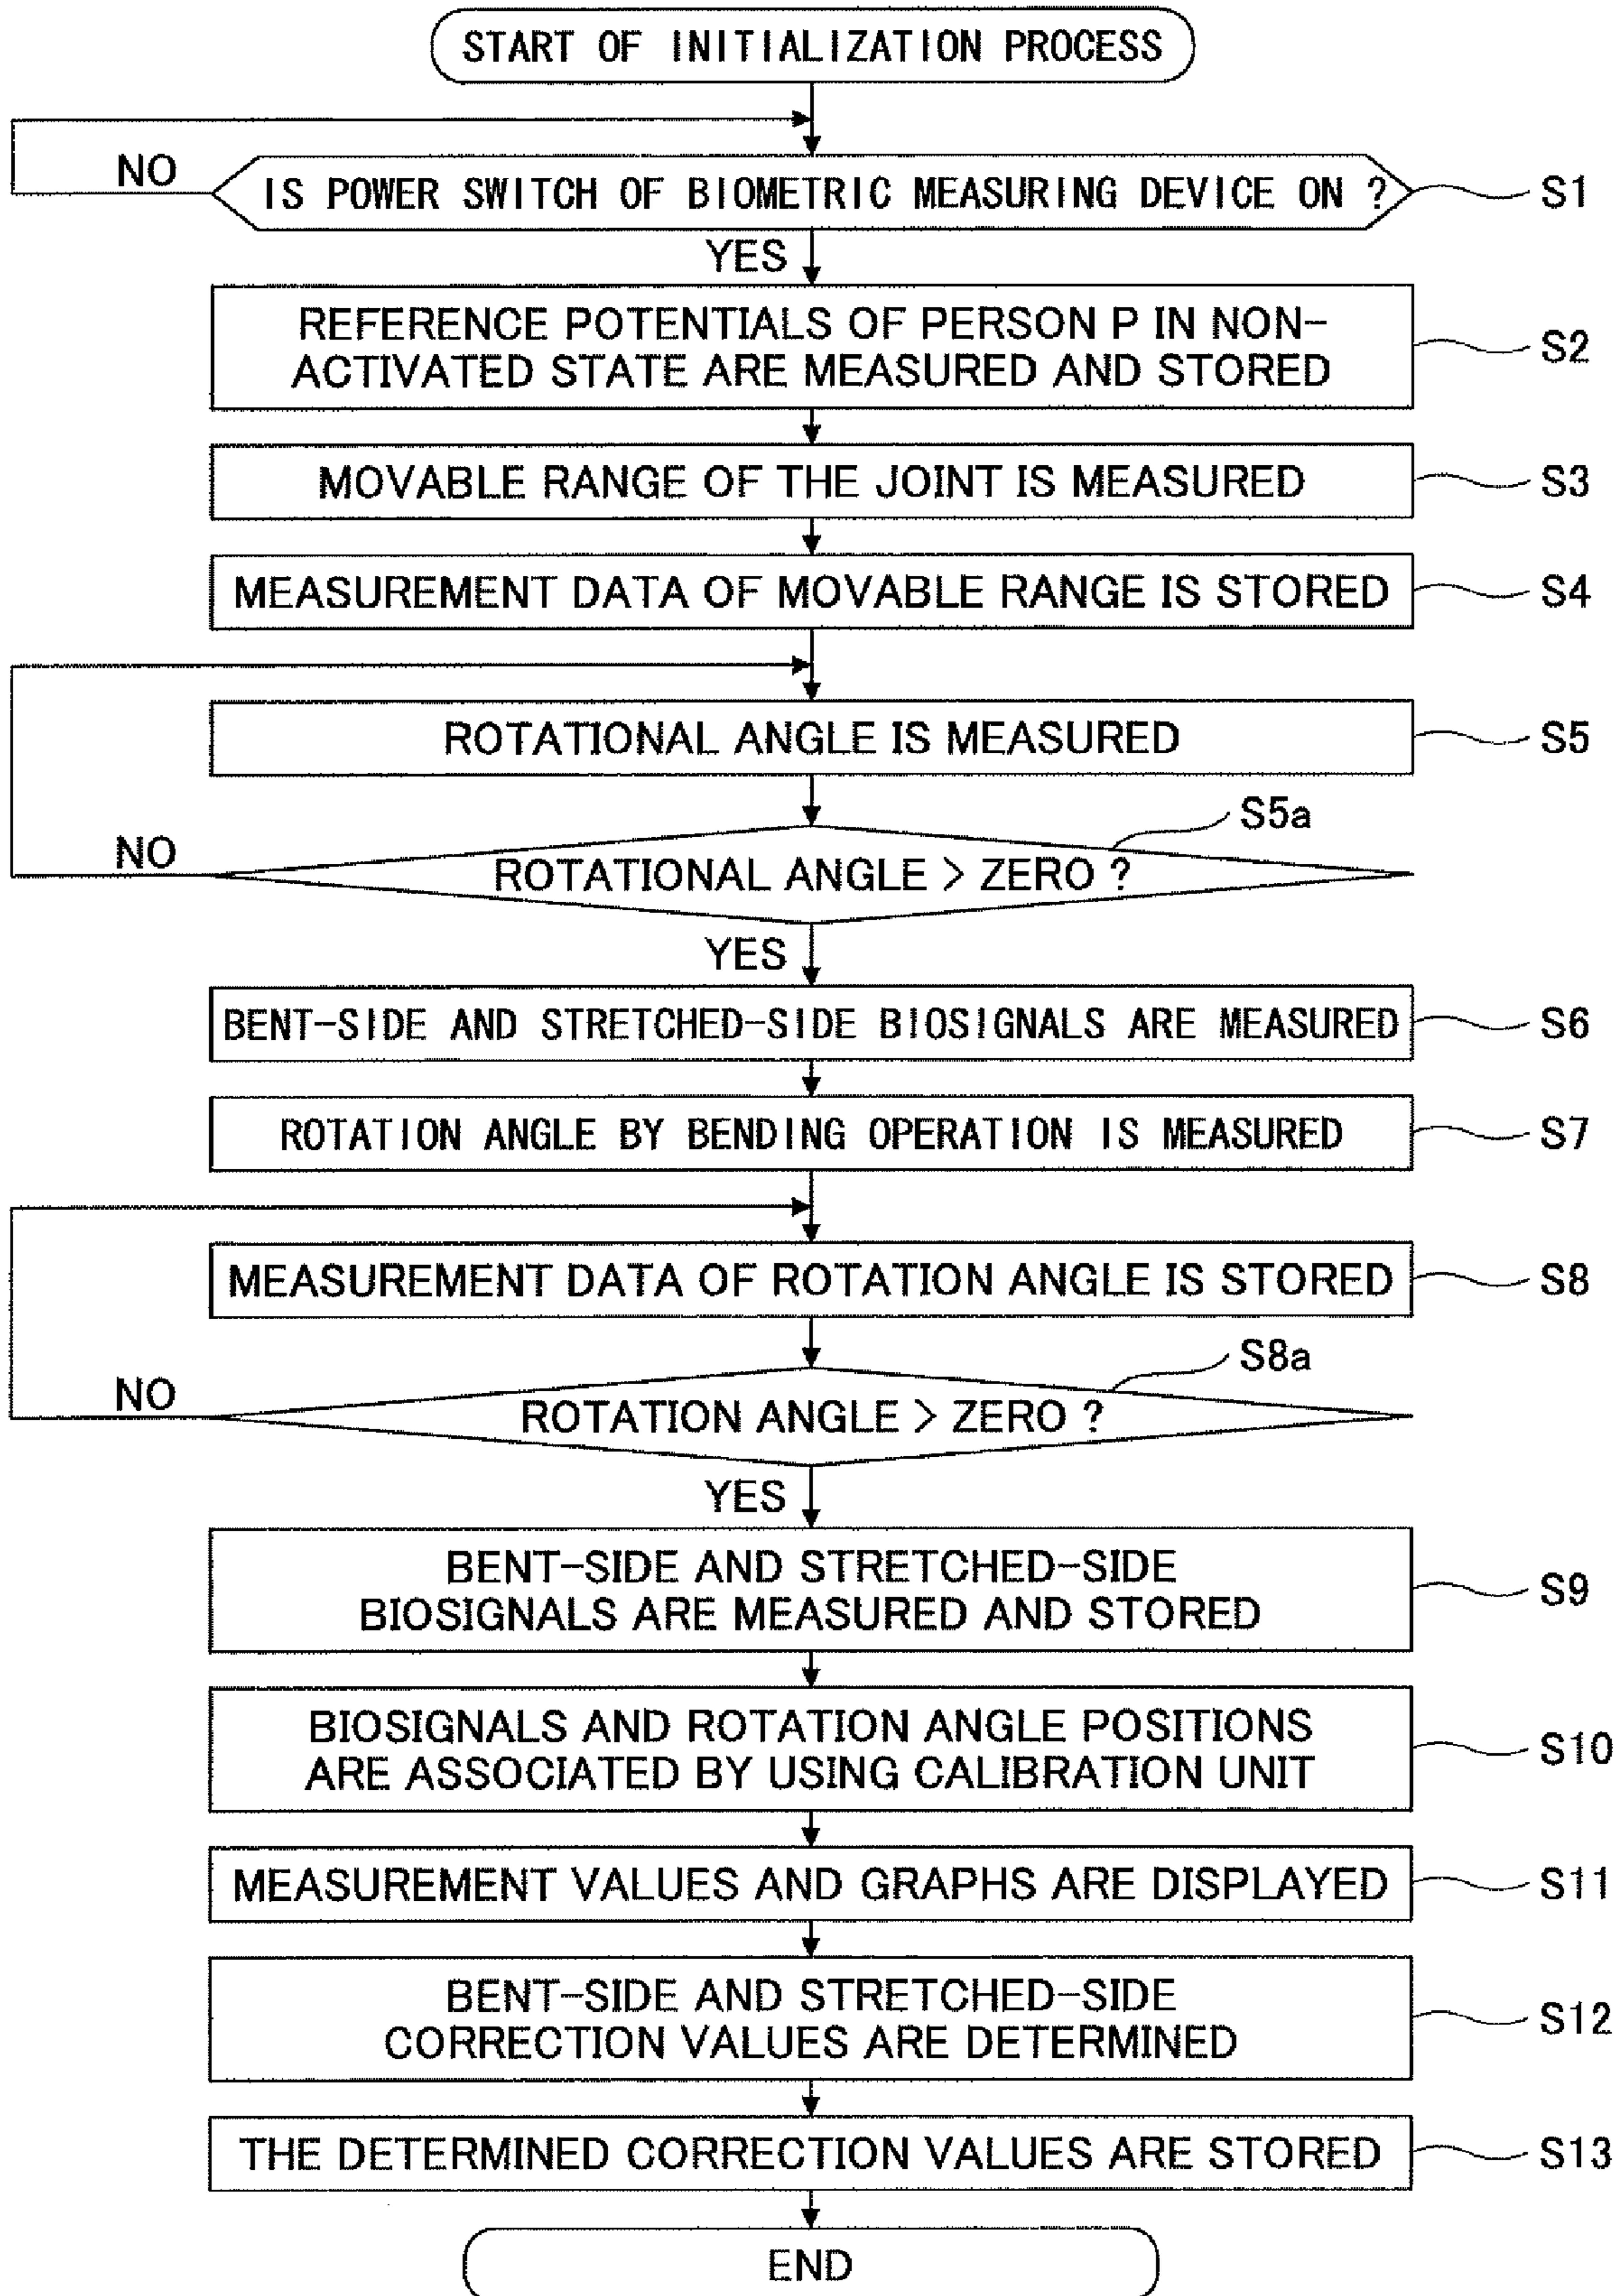 START OF INITIALIZATION PROCESS
NO
IS POWER SWITCH OF BIOMETRIC MEASURING DEVICE ON ?
S1
YES
REFERENCE POTENTIALS OF PERSON P IN NON-
ACTIVATED STATE ARE MEASURED AND STORED
S2
MOVABLE RANGE OF THE JOINT IS MEASURED
S3
MEASUREMENT DATA OF MOVABLE RANGE IS STORED
S4
ROTATIONAL ANGLE IS MEASURED
S5
S5a
NO
ROTATIONAL ANGLE > ZERO ?
YES
BENT-SIDE AND STRETCHED-SIDE BIOSIGNALS ARE MEASURED
S6
ROTATION ANGLE BY BENDING OPERATION IS MEASURED
S7
MEASUREMENT DATA OF ROTATION ANGLE IS STORED
S8
S8a
NO
ROTATION ANGLE > ZERO ?
YES
BENT-SIDE AND STRETCHED-SIDE
BIOSIGNALS ARE MEASURED AND STORED
S9
BIOSIGNALS AND ROTATION ANGLE POSITIONS
ARE ASSOCIATED BY USING CALIBRATION UNIT
S10
MEASUREMENT VALUES AND GRAPHS ARE DISPLAYED
S11
BENT-SIDE AND STRETCHED-SIDE
CORRECTION VALUES ARE DETERMINED
S12
THE DETERMINED CORRECTION VALUES ARE STORED
S13
END